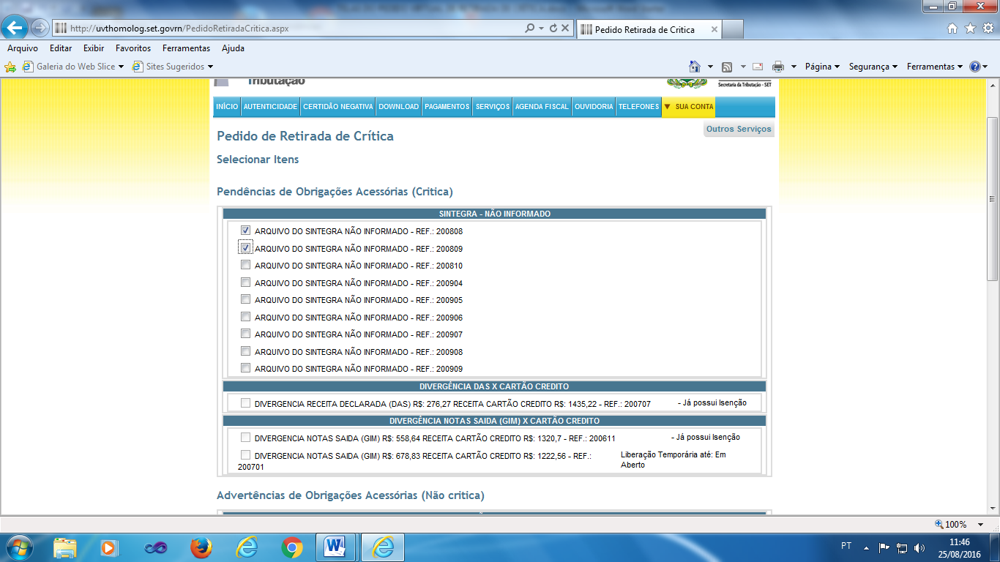 http://uvthomolog.set.govrn/PedidoRetiradaCritica.aspx
Pedido Retirada de Crítica
Arquivo Editar Exibir Favoritos Ferramentas Ajuda
Galeria do Web Slice Sites Sugeridos Página Segurança Ferramentas
Tributação
Secretaria da Tributação - SET
INÍCIO AUTENTICIDADE CERTIDÃO NEGATIVA DOWNLOAD PAGAMENTOS SERVIÇOS AGENDA FISCAL OUVIDORIA TELEFONES SUA CONTA
Outros Serviços
Pedido de Retirada de Crítica
Selecionar Itens
Pendências de Obrigações Acessórias (Critica)
SINTEGRA - NÃO INFORMADO
ARQUIVO DO SINTEGRA NÃO INFORMADO - REF.: 200808
ARQUIVO DO SINTEGRA NÃO INFORMADO - REF.: 200809
ARQUIVO DO SINTEGRA NÃO INFORMADO - REF.: 200810
ARQUIVO DO SINTEGRA NÃO INFORMADO - REF.: 200904
ARQUIVO DO SINTEGRA NÃO INFORMADO - REF.: 200905
ARQUIVO DO SINTEGRA NÃO INFORMADO - REF.: 200906
ARQUIVO DO SINTEGRA NÃO INFORMADO - REF.: 200907
ARQUIVO DO SINTEGRA NÃO INFORMADO - REF.: 200908
ARQUIVO DO SINTEGRA NÃO INFORMADO - REF.: 200909
DIVERGÊNCIA DAS X CARTÃO CREDITO
DIVERGENCIA RECEITA DECLARADA (DAS) R$: 276,27 RECEITA CARTÃO CREDITO R$: 1435,22 - REF.: 200707 - Já possui Isenção
DIVERGÊNCIA NOTAS SAIDA (GIM) X CARTÃO CREDITO
DIVERGENCIA NOTAS SAIDA (GIM) R$: 558,64 RECEITA CARTÃO CREDITO R$: 1320,7 - REF.: 200611 - Já possui Isenção
DIVERGENCIA NOTAS SAIDA (GIM) R$: 678,83 RECEITA CARTÃO CREDITO R$: 1222,56 - REF.:
200701
Liberação Temporária até: Em
Aberto
Advertências de Obrigações Acessórias (Não critica)
100%
PT
11:46
25/08/2016